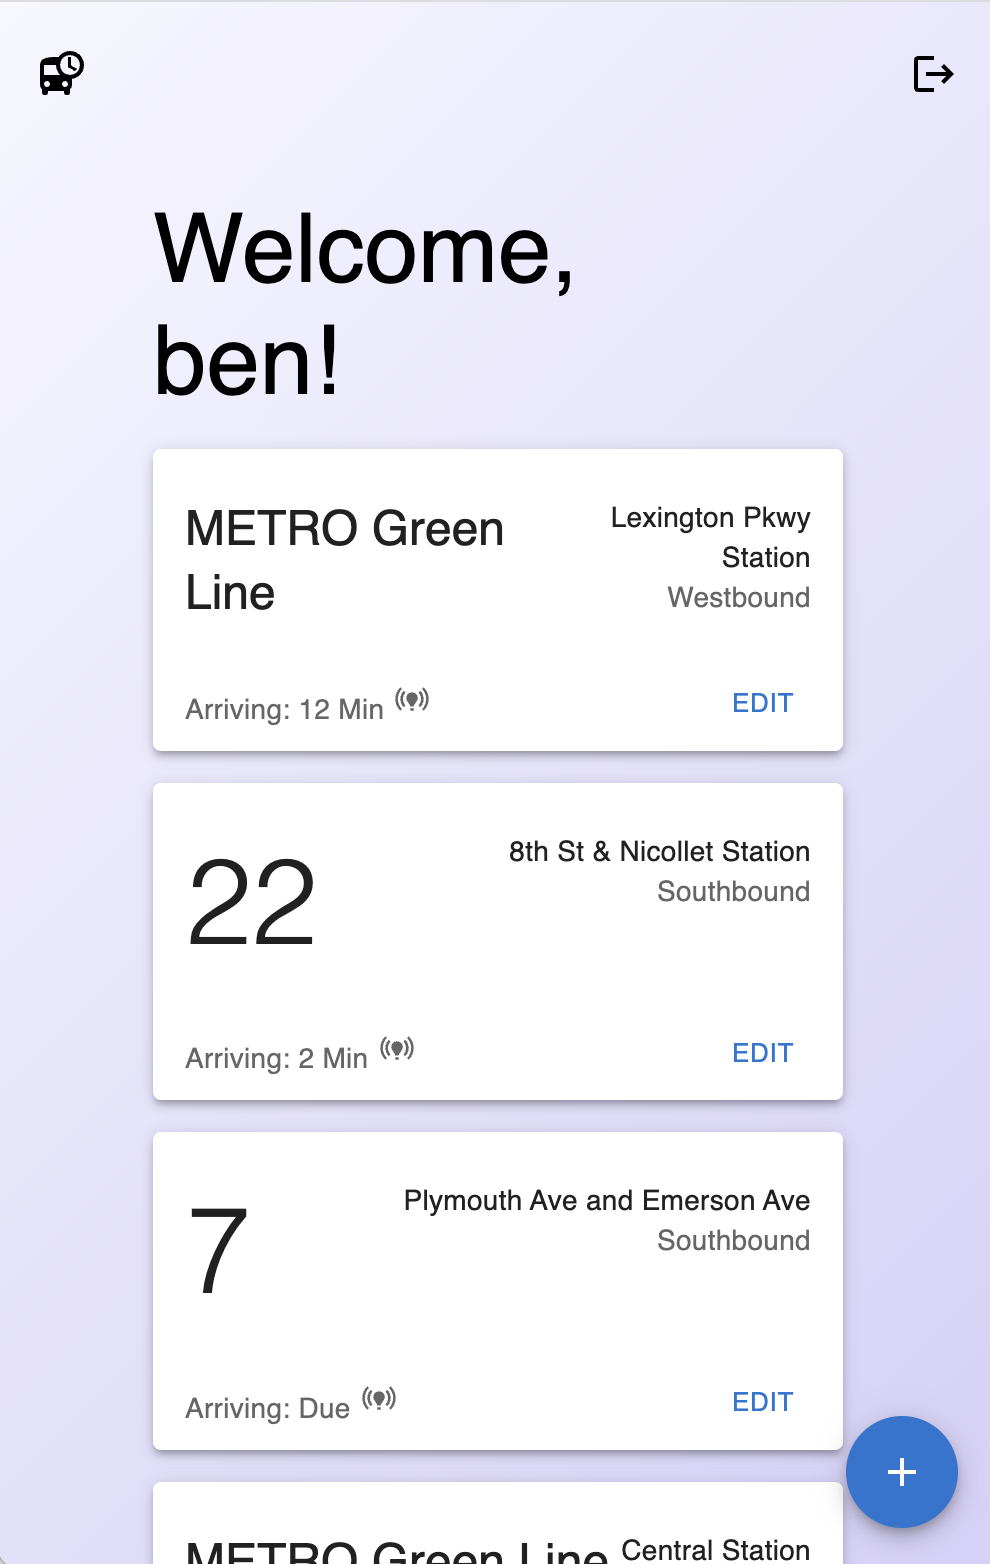 Welcome,
ben!
METRO Green
Line
Lexington Pkwy
Station
Westbound
Arriving: 12 Min
EDIT
22
8th St & Nicollet Station
Southbound
Arriving: 2 Min
EDIT
7
Plymouth Ave and Emerson Ave
Southbound
Arriving: Due
EDIT
METRO Green Line
Central Station